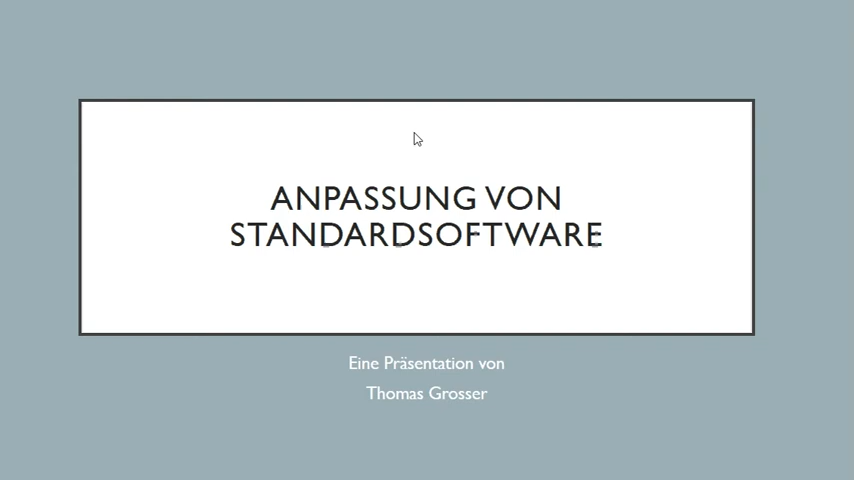 ANPASSUNG VON
STANDARDSOFTWARE
Eine Präsentation von
Thomas Grosser